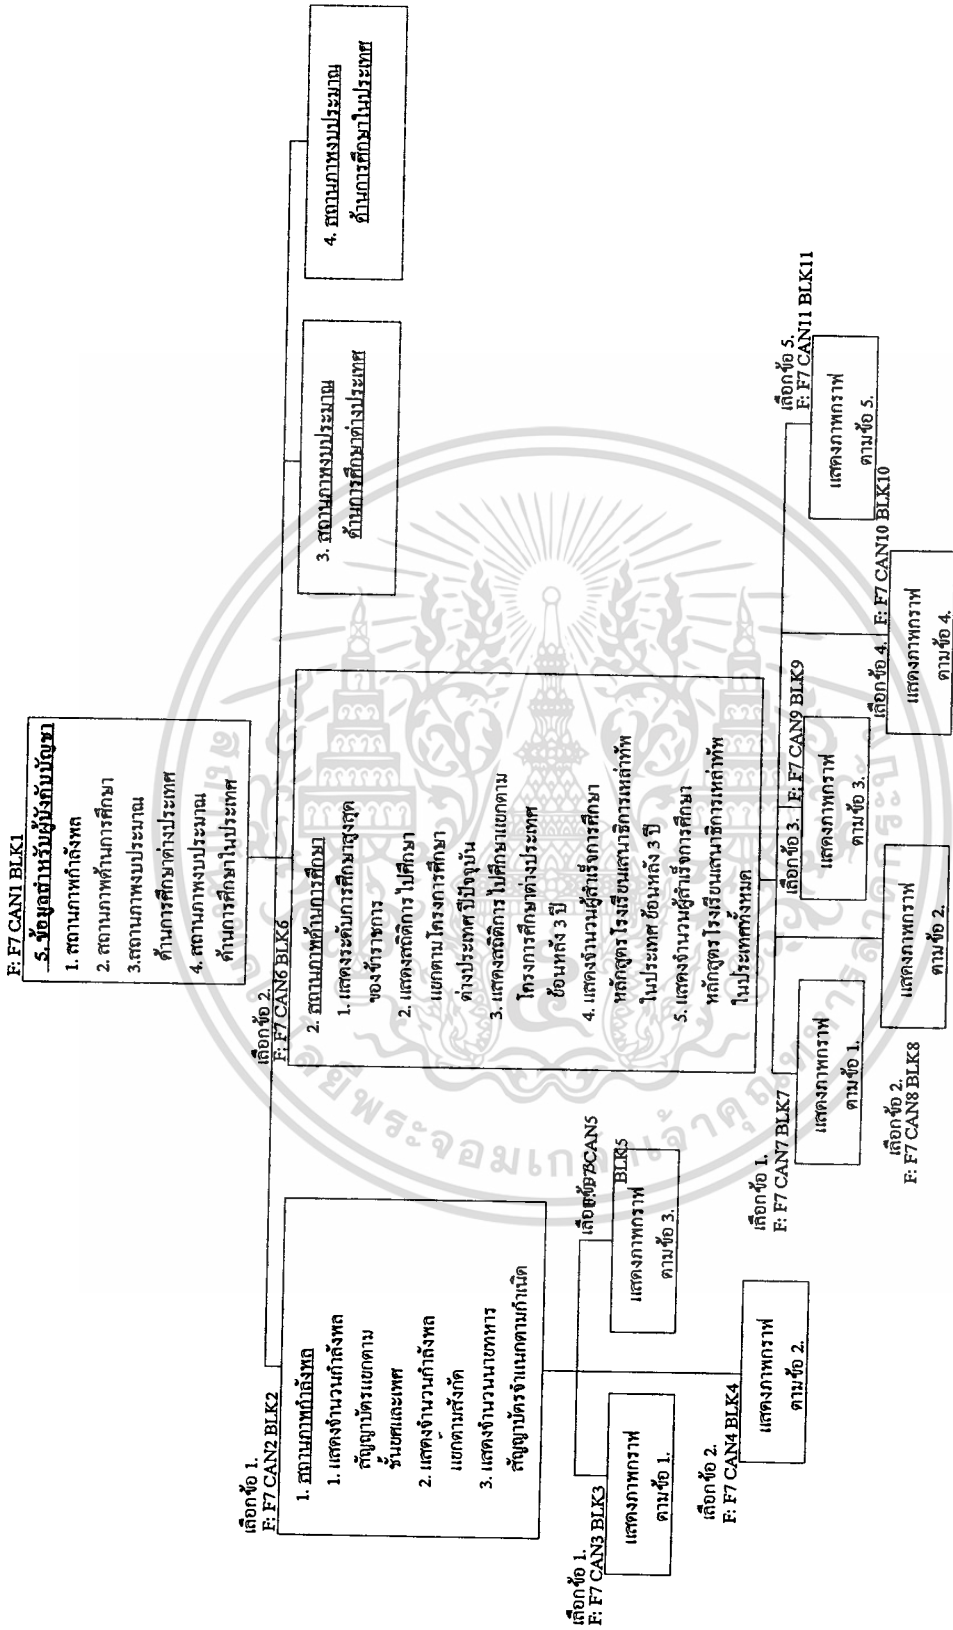 F: F7 CAN1 BLK1
5. ข้อมูลสำหรับผู้บังคับบัญชา
1. สถานภาพกำลังพล
2. สถานภาพด้านการศึกษา
3.สถานภาพงบประมาณ
ด้านการศึกษาต่างประเทศ
4. สถานภาพงบประมาณ
ด้านการศึกษาในประเทศ
เลือกข้อ 1.
F: F7 CAN2 BLK2
1. สถานภาพกำลังพล
1. แสดงจำนวนกำลังพล
สัญญาบัตรแยกตาม
ชั้นยศและเพศ
2. แสดงจำนวนกำลังพล
แยกตามสังกัด
3. แสดงจำนวนนายทหาร
สัญญาบัตรจำแนกตามกำเนิด
เลือกข้อ 2.
F: F7 CAN6 BLK6
2. สถานภาพด้านการศึกษา
1. แสดงระดับการศึกษาสูงสุด
ของข้าราชการ
2. แสดงสถิติการไปศึกษา
แยกตามโครงการศึกษา
ต่างประเทศ ปีปัจจุบัน
3. แสดงสถิติการไปศึกษาแยกตาม
โครงการศึกษาต่างประเทศ
ย้อนหลัง 3 ปี
4. แสดงจำนวนผู้สำเร็จการศึกษา
หลักสูตรโรงเรียนเสนาธิการเหล่าทัพ
ในประเทศ ย้อนหลัง 3 ปี
5. แสดงจำนวนผู้สำเร็จการศึกษา
หลักสูตรโรงเรียนเสนาธิการเหล่าทัพ
ในประเทศทั้งหมด
3. สถานภาพงบประมาณ
ด้านการศึกษาต่างประเทศ
4. สถานภาพงบประมาณ
ด้านการศึกษาในประเทศ
เลือกข้อ 1.
F: F7 CAN3 BLK3
แสดงภาพกราฟ
ตามข้อ 1.
เลือกข้อ 2.
F: F7 CAN4 BLK4
แสดงภาพกราฟ
ตามข้อ 2.
CAN5
BLK5
แสดงภาพกราฟ
ตามข้อ 3.
เลือกข้อ 1.
F: F7 CAN7 BLK7
แสดงภาพกราฟ
ตามข้อ 1.
เลือกข้อ 2.
F: F7 CAN8 BLK8
แสดงภาพกราฟ
ตามข้อ 2.
เลือกข้อ 3. F: F7 CAN9 BLK9
แสดงภาพกราฟ
ตามข้อ 3.
เลือกข้อ 4. F: F7 CAN10 BLK10
แสดงภาพกราฟ
ตามข้อ 4.
เลือกข้อ 5.
F: F7 CAN11 BLK11
แสดงภาพกราฟ
ตามข้อ 5.